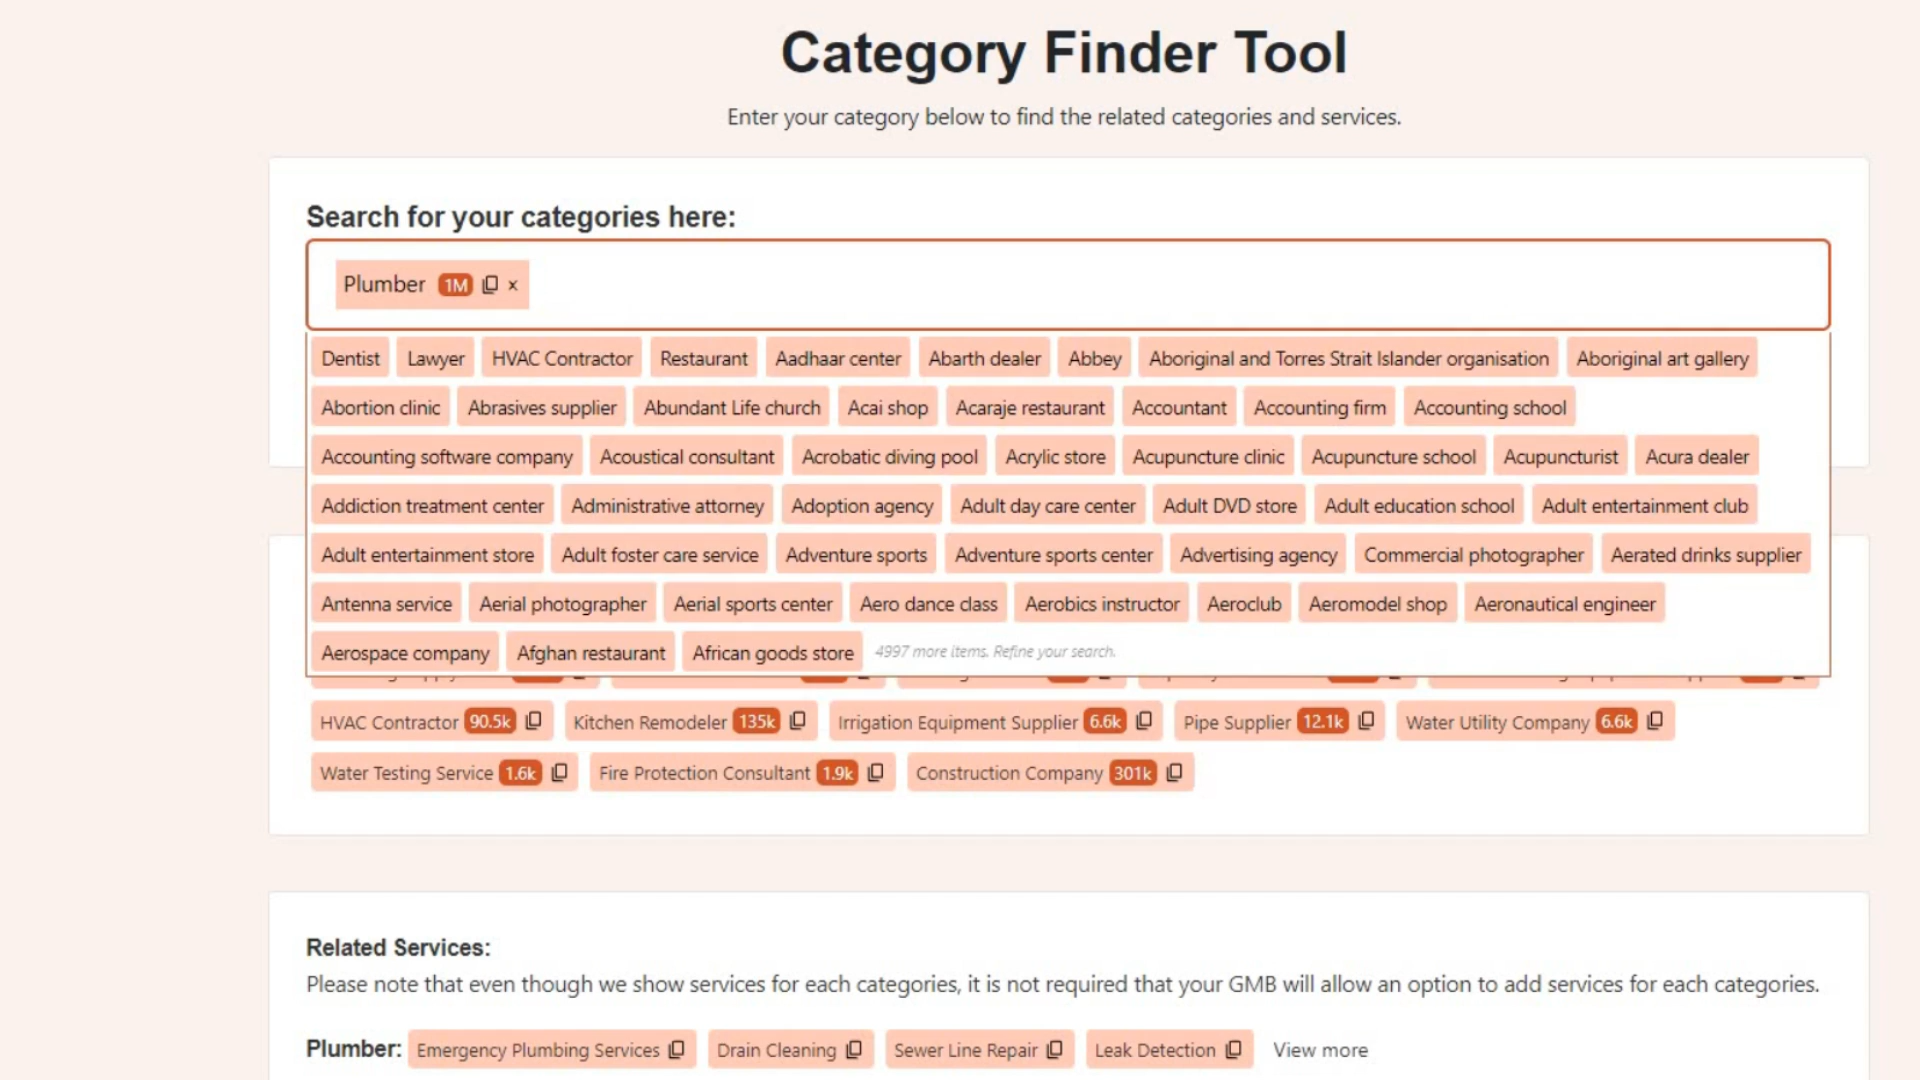 Category Finder Tool
Enter your category below to find the related categories and services.
Search for your categories here:
Plumber 1M x
Dentist Lawyer HVAC Contractor Restaurant Aadhaar center Abarth dealer Abbey Aboriginal and Torres Strait Islander organisation Aboriginal art gallery
Abortion clinic Abrasives supplier Abundant Life church Acai shop Acaraje restaurant Accountant Accounting firm Accounting school
Accounting software company Acoustical consultant Acrobatic diving pool Acrylic store Acupuncture clinic Acupuncture school Acupuncturist Acura dealer
Addiction treatment center Administrative attorney Adoption agency Adult day care center Adult DVD store Adult education school Adult entertainment club
Adult entertainment store Adult foster care service Adventure sports Adventure sports center Advertising agency Commercial photographer Aerated drinks supplier
Antenna service Aerial photographer Aerial sports center Aero dance class Aerobics instructor Aeroclub Aeromodel shop Aeronautical engineer
Aerospace company Afghan restaurant African goods store 4997 more items. Refine your search.
HVAC Contractor 90.5k Kitchen Remodeler 135k Irrigation Equipment Supplier 6.6k Pipe Supplier 12.1k Water Utility Company 6.6k
Water Testing Service 1.6k Fire Protection Consultant 1.9k Construction Company 301k
Related Services:
Please note that even though we show services for each categories, it is not required that your GMB will allow an option to add services for each categories.
Plumber: Emergency Plumbing Services Drain Cleaning Sewer Line Repair Leak Detection View more